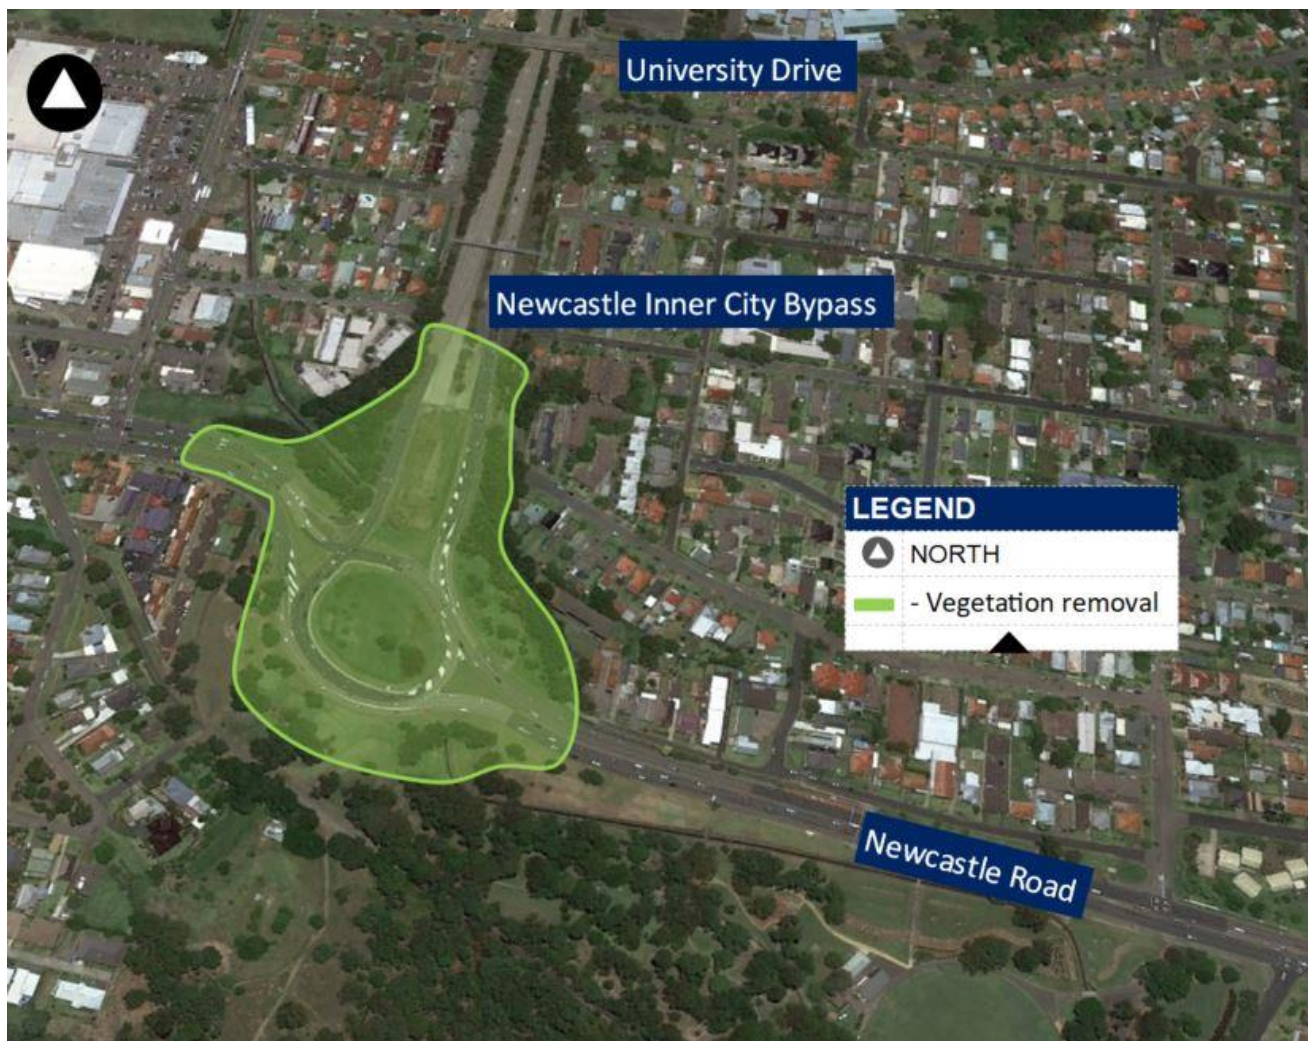 University Drive
Newcastle Inner City Bypass
LEGEND
NORTH
- Vegetation removal
Newcastle Road